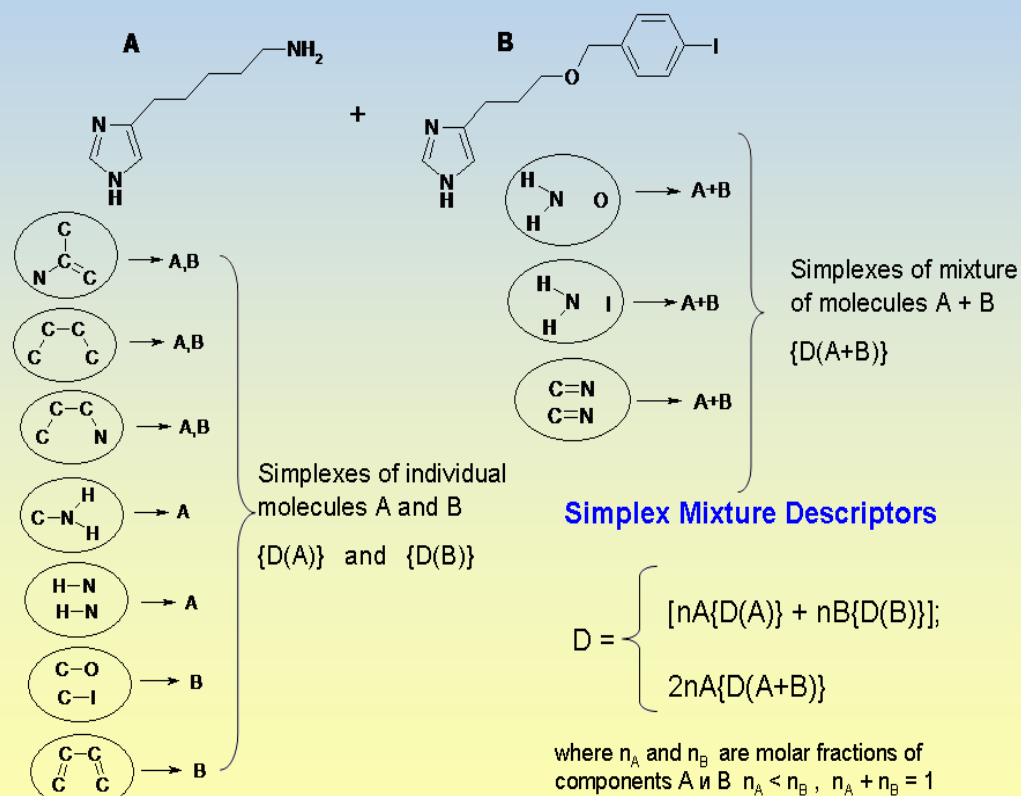 A
B
NH2
I
O
N
N
H
+
N
N
H
C
C
N
C
A,B
C–C
C
C
A,B
C–C
C
N
A,B
H
C–N
H
A
H–N
H–N
A
C–O
C–I
B
C–C
C
C
B
Simplexes of individual
molecules A and B
{D(A)} and {D(B)}
H
N
O
H
A+B
H
N
I
H
A+B
C=N
C=N
A+B
Simplexes of mixture
of molecules A + B
{D(A+B)}
Simplex Mixture Descriptors
D =
[nA{D(A)} + nB{D(B)}];
2nA{D(A+B)}
where nA and nB are molar fractions of
components A и B nA < nB , nA + nB = 1